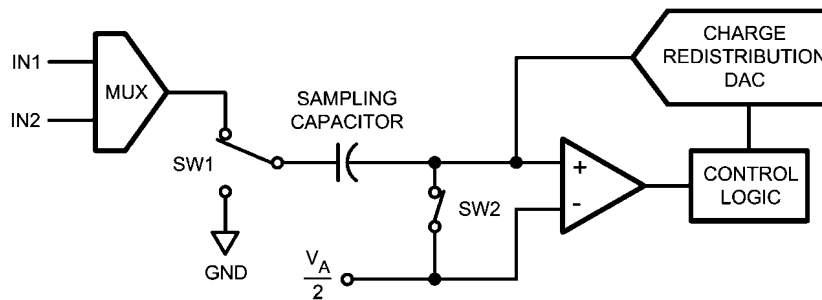 IN1
IN2
MUX
SW1
GND
SAMPLING
CAPACITOR
SW2
V_A
2
+
-
CHARGE
REDISTRIBUTION
DAC
CONTROL
LOGIC